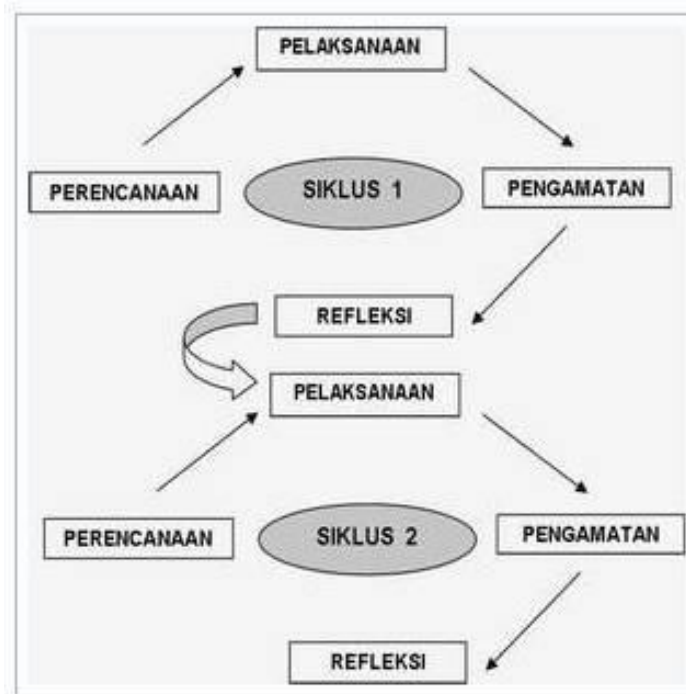 PELAKSANAAN
PERENCANAAN
SIKLUS 1
PENGAMATAN
REFLEKSI
PELAKSANAAN
PERENCANAAN
SIKLUS 2
PENGAMATAN
REFLEKSI